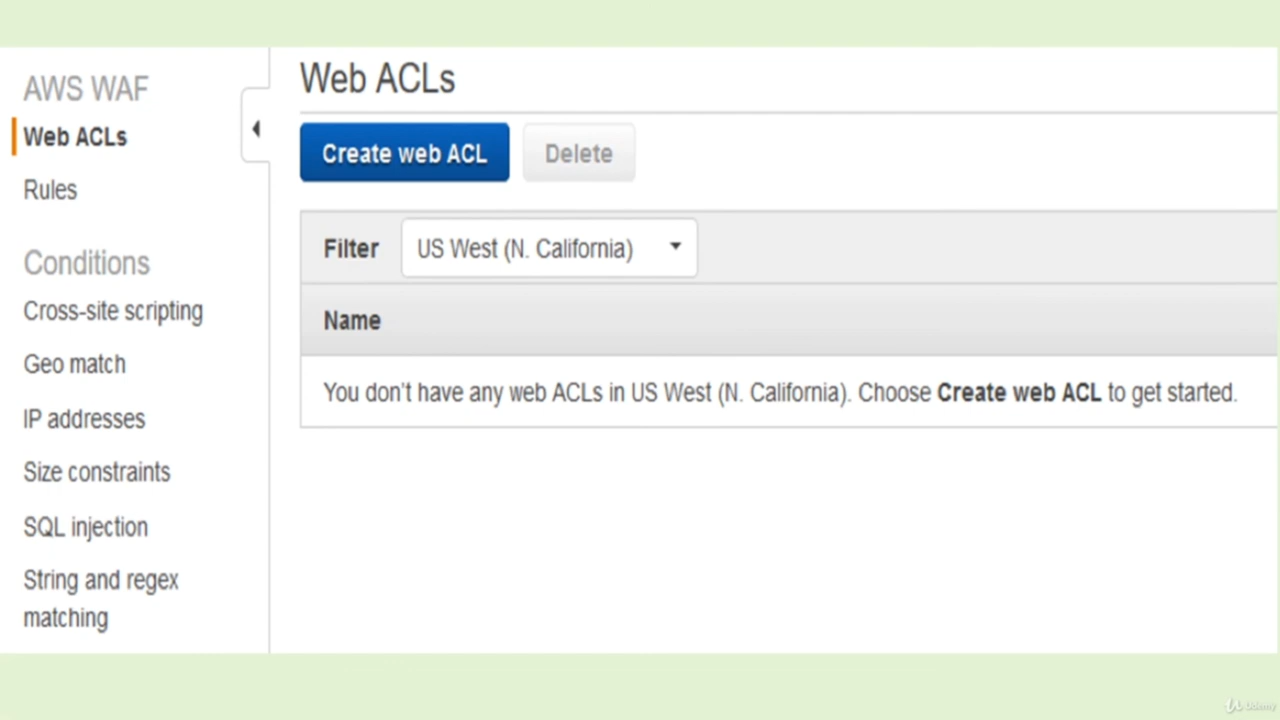 AWS WAF
Web ACLs
Rules
Conditions
Cross-site scripting
Geo match
IP addresses
Size constraints
SQL injection
String and regex
matching
Web ACLs
Create web ACL Delete
Filter US West (N. California)
Name
You don't have any web ACLs in US West (N. California). Choose Create web ACL to get started.
Udemy